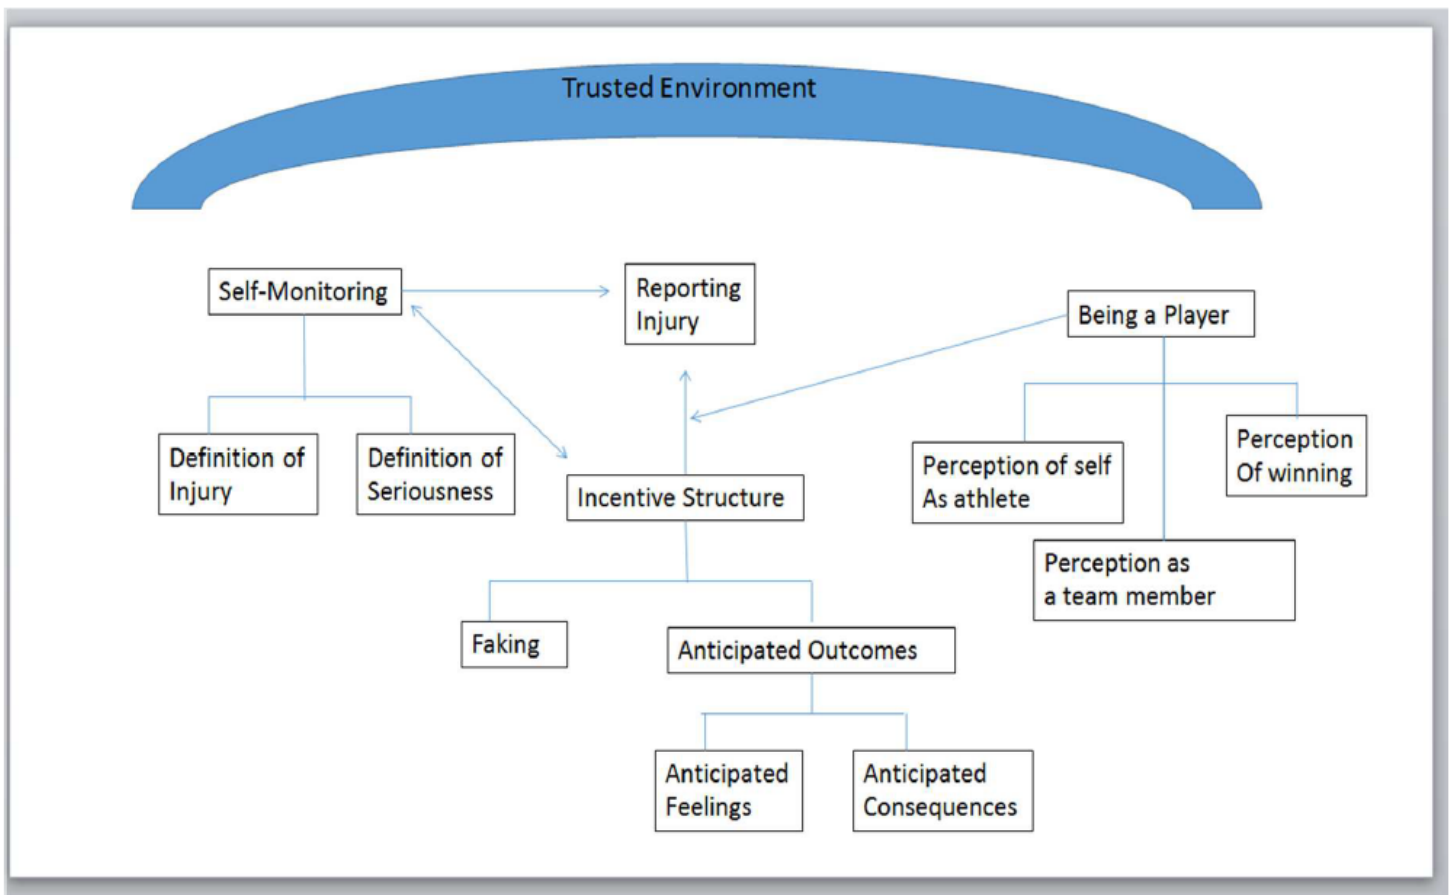 Trusted Environment
Self-Monitoring
Reporting
Injury
Being a Player
Definition of
Injury
Definition of
Seriousness
Incentive Structure
Perception of self
As athlete
Perception
Of winning
Perception as
a team member
Faking
Anticipated Outcomes
Anticipated
Feelings
Anticipated
Consequences